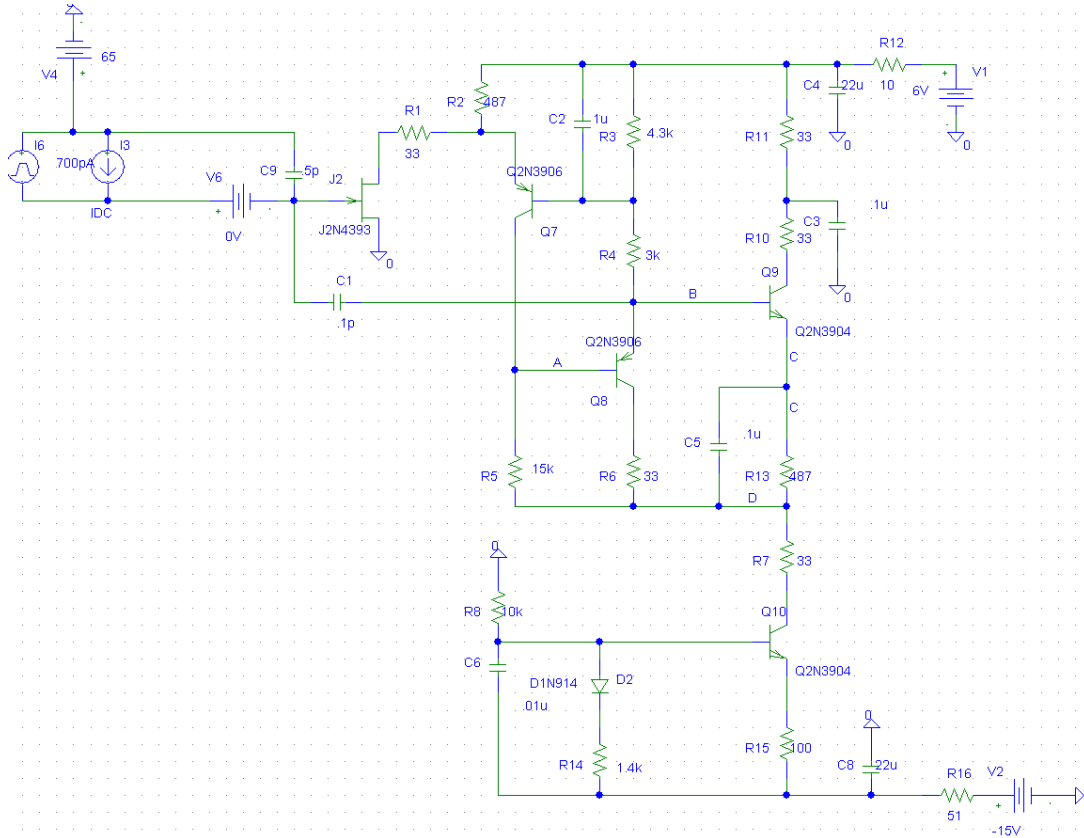 0
65
V4
+
R12
R2
487
C4
22u
10
+
V1
6V
R1
33
C2
1u
R3
4.3k
R11
33
0
0
I6
I3
.700pA
IDC
C9
.5p
V6
+
0V
J2
J2N4393
0
Q2N3906
Q7
R4
3k
R10
33
C3
.1u
0
Q9
C1
.1p
B
Q2N3904
Q2N3906
A
Q8
C
C
C5
.1u
R5
15k
R6
33
R13
487
D
0
R7
33
R8
10k
Q10
C6
.01u
D1N914
D2
Q2N3904
R14
1.4k
R15
100
0
C8
22u
R16
51
V2
+
-15V